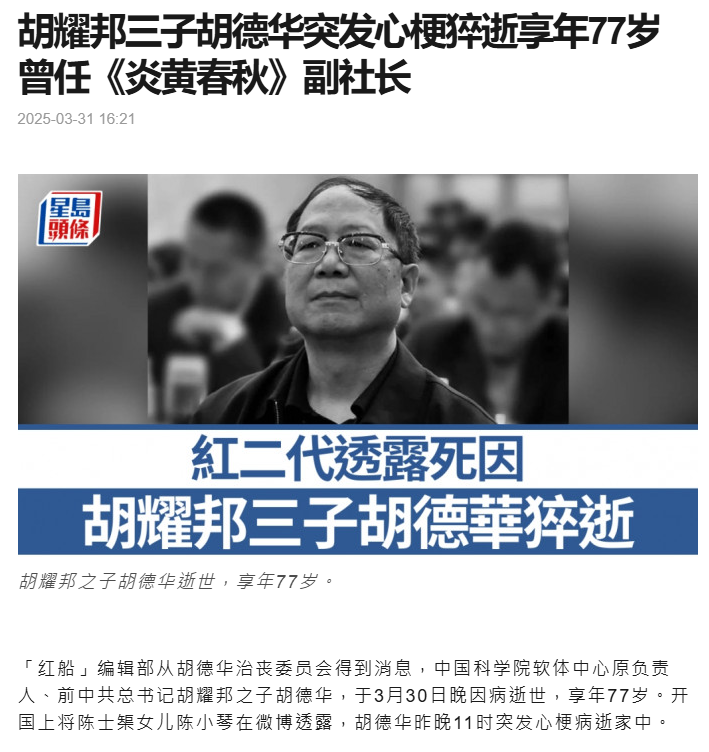 胡耀邦三子胡德华突发心梗猝逝享年77岁
曾任《炎黄春秋》副社长
2025-03-31 16:21
星島
頭條
紅二代透露死因
胡耀邦三子胡德華猝逝
胡耀邦之子胡德华逝世，享年77岁。
「红船」编辑部从胡德华治丧委员会得到消息，中国科学院软体中心原负责
人、前中共总书记胡耀邦之子胡德华，于3月30日晚因病逝世，享年77岁。开
国上将陈士榘女儿陈小琴在微博透露，胡德华昨晚11时突发心梗病逝家中。